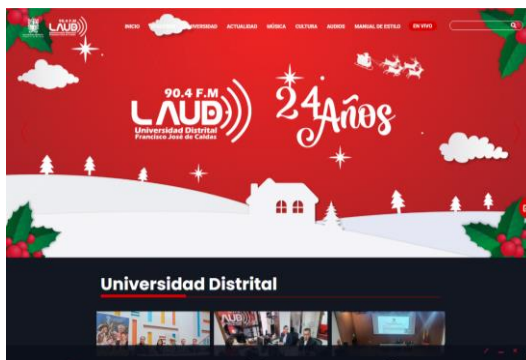 LAUD
INICIO
ACTUALIDAD
MÚSICA
CULTURA
AUDIOS
MANUAL DE ESTILO
EN VIVO
90.4 F.M
LAUD
Universidad Distrital
Francisco José de Caldas
24 Años
Universidad Distrital